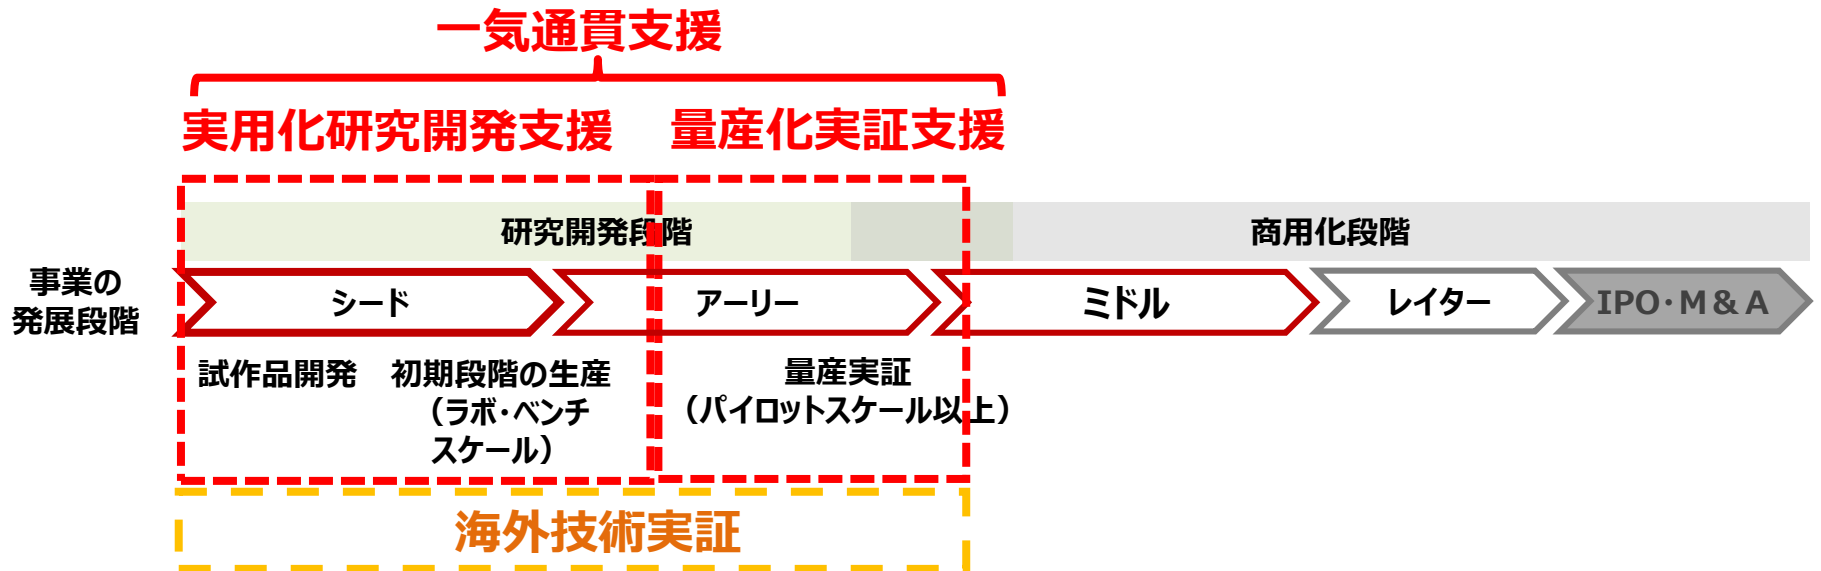 一気通貫支援
実用化研究開発支援
量産化実証支援
研究開発段階
商用化段階
事業の
発展段階
シード
アーリー
ミドル
レイター
IPO・M&A
試作品開発
初期段階の生産
（ラボ・ベンチ
スケール）
量産実証
（パイロットスケール以上）
海外技術実証